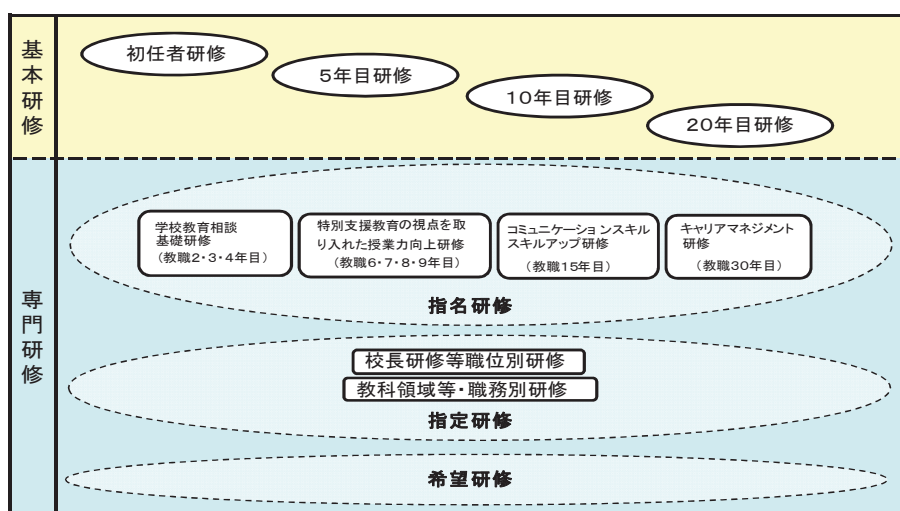 基本研修
初任者研修
5年目研修
10年目研修
20年目研修
専門研修
学校教育相談
基礎研修
(教職2・3・4年目)
特別支援教育の視点を取
り入れた授業力向上研修
(教職6・7・8・9年目)
コミュニケーションスキル
スキルアップ研修
(教職15年目)
キャリアマネジメント
研修
(教職30年目)
指名研修
校長研修等職位別研修
教科領域等・職務別研修
指定研修
希望研修